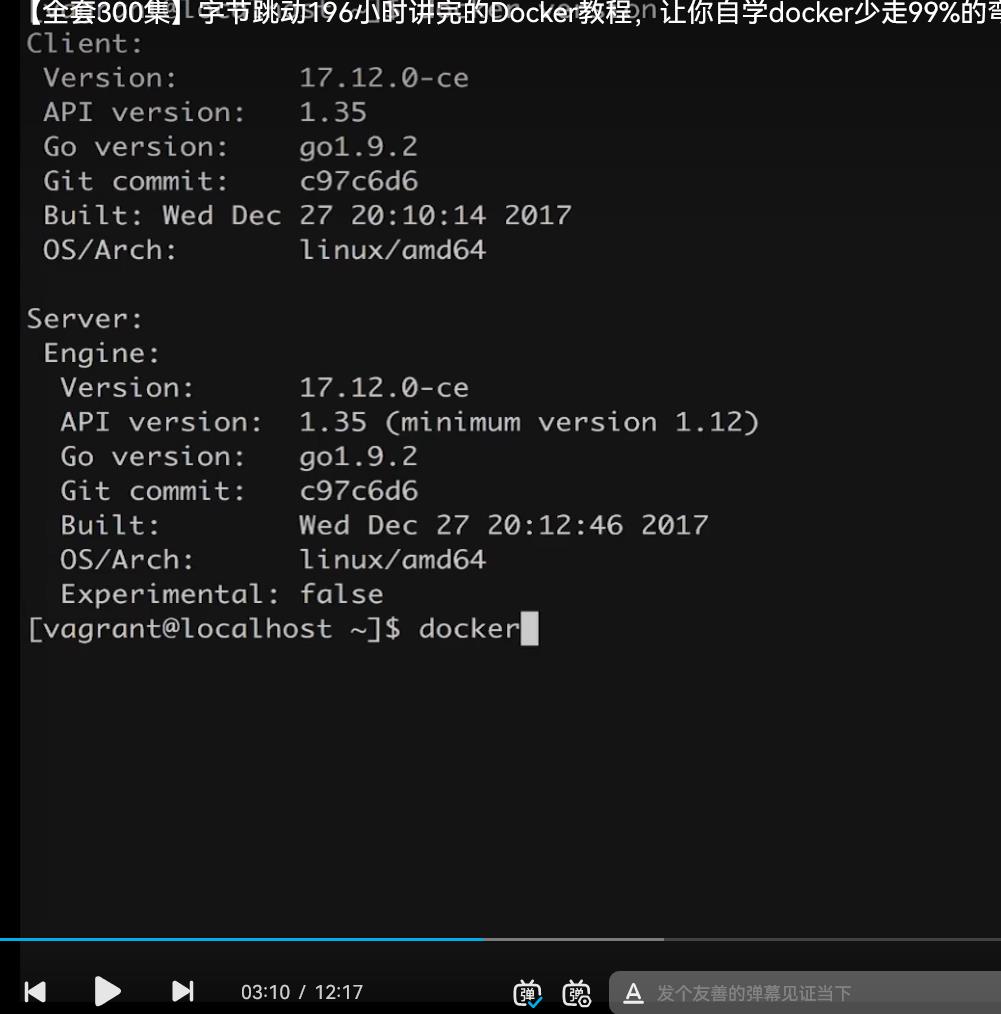 【全套300集】字节跳动196小时讲完的Docker教程，让你自学docker少走99%的弯
Client:
Version: 17.12.0-ce
API version: 1.35
Go version: go1.9.2
Git commit: c97c6d6
Built: Wed Dec 27 20:10:14 2017
OS/Arch: linux/amd64
Server:
Engine:
Version: 17.12.0-ce
API version: 1.35 (minimum version 1.12)
Go version: go1.9.2
Git commit: c97c6d6
Built: Wed Dec 27 20:12:46 2017
OS/Arch: linux/amd64
Experimental: false
[vagrant@localhost ~]$ docker
03:10 / 12:17
弹
弹
A
发个友善的弹幕见证当下